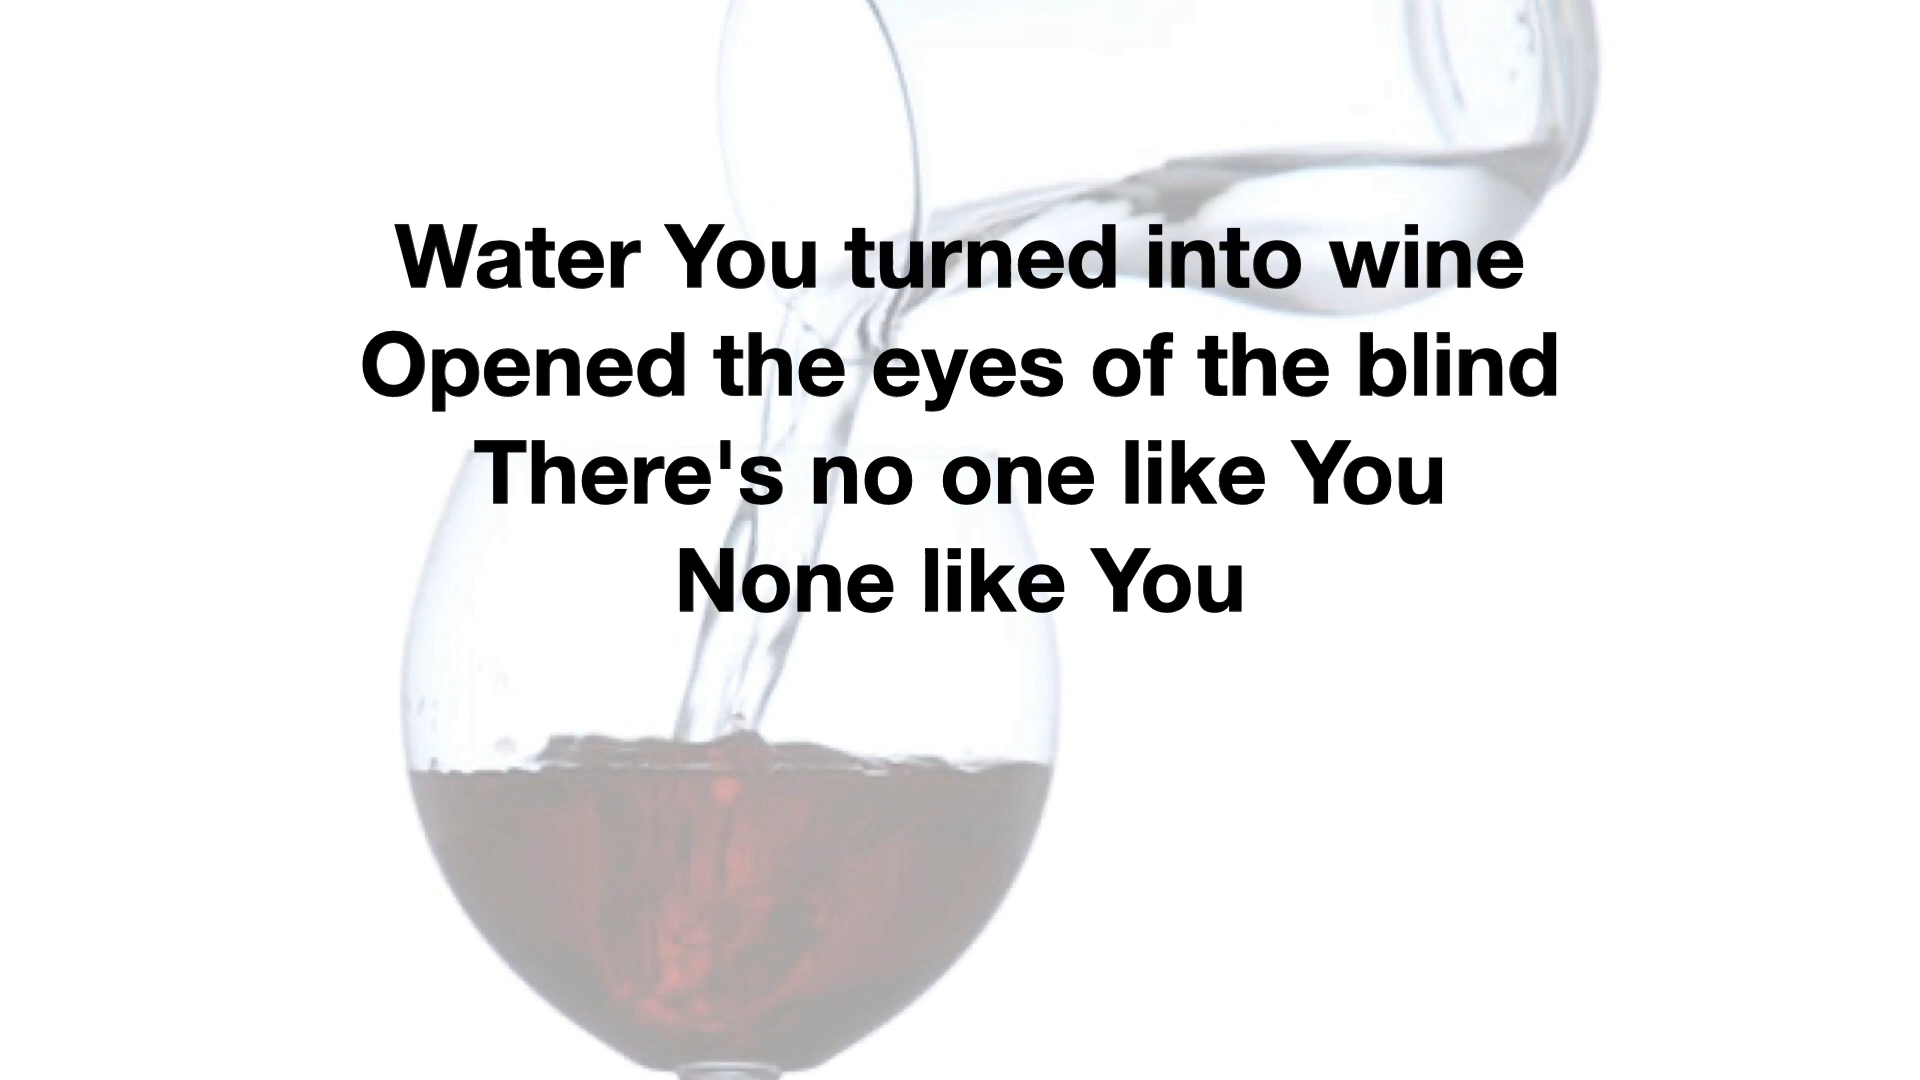 Water You turned into wine
Opened the eyes of the blind
There's no one like You
None like You